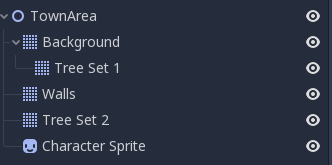 TownArea
Background
Tree Set 1
Walls
Tree Set 2
Character Sprite